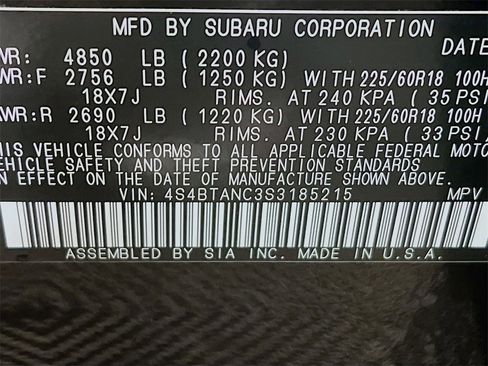 MFD BY SUBARU CORPORATION
DATE
WR: 4850 LB (2200 KG)
WR:F 2756 LB (1250 KG) WITH 225/60R18 100H
18X7J RIMS. AT 240 KPA (35 PSI
WR:R 2690 LB (1220 KG) WITH 225/60R18 100H
18X7J RIMS. AT 230 KPA (33 PSI
HIS VEHICLE CONFORMS TO ALL APPLICABLE FEDERAL MOTO
VEHICLE SAFETY AND THEFT PREVENTION STANDARDS
N EFFECT ON THE DATE OF MANUFACTURE SHOWN ABOVE.
VIN: 4S4BTANC3S3185215 MPV
ASSEMBLED BY SIA INC. MADE IN U.S.A.